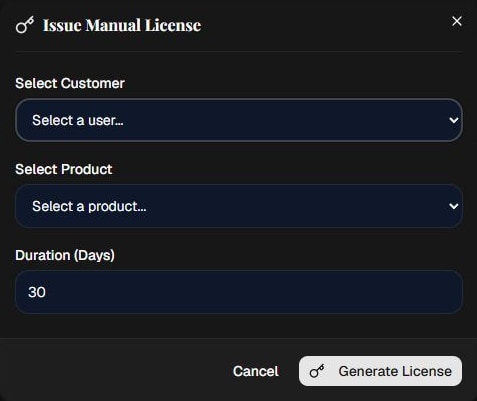 Issue Manual License
Select Customer
Select a user...
Select Product
Select a product...
Duration (Days)
30
Cancel
Generate License